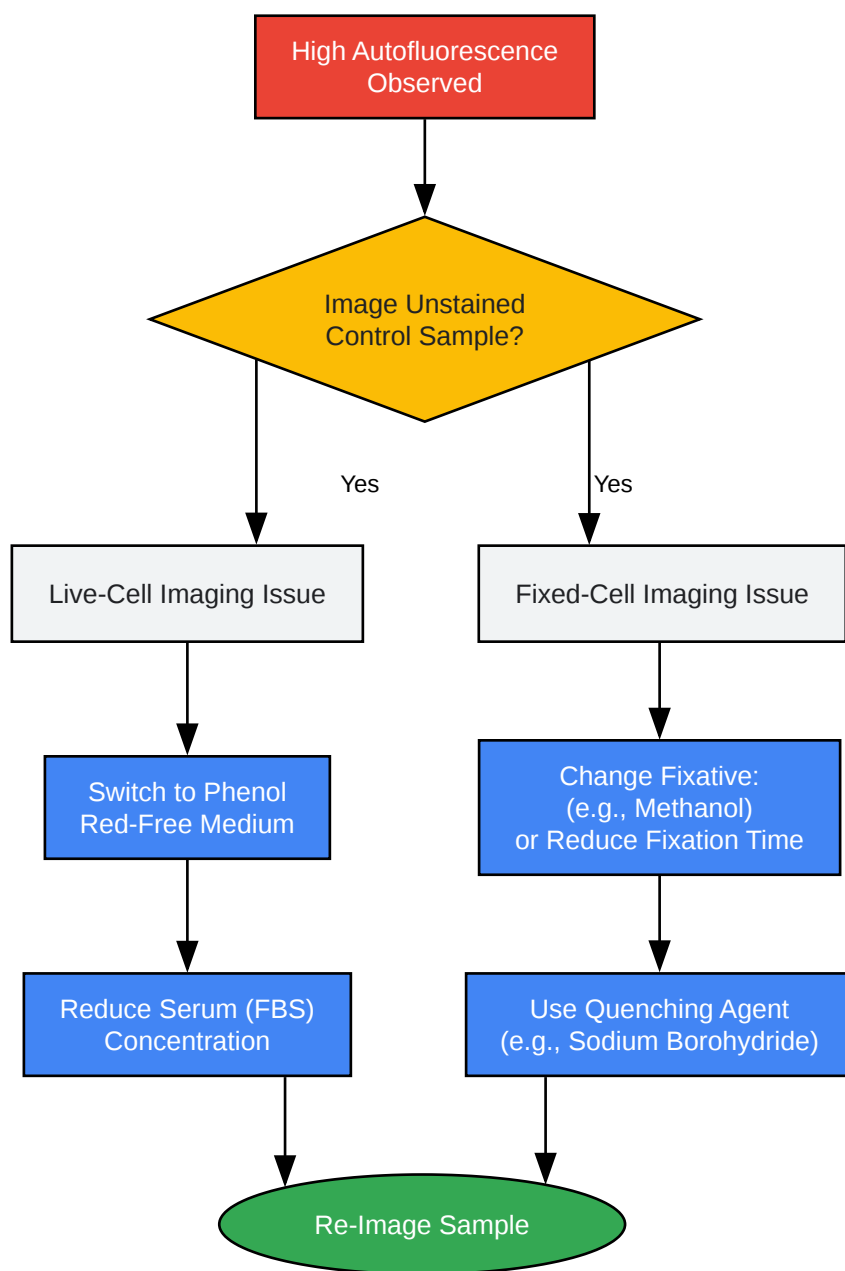 High Autofluorescence
Observed
Image Unstained
Control Sample?
Yes
Yes
Live-Cell Imaging Issue
Fixed-Cell Imaging Issue
Switch to Phenol
Red-Free Medium
Change Fixative:
(e.g., Methanol)
or Reduce Fixation Time
Reduce Serum (FBS)
Concentration
Use Quenching Agent
(e.g., Sodium Borohydride)
Re-Image Sample